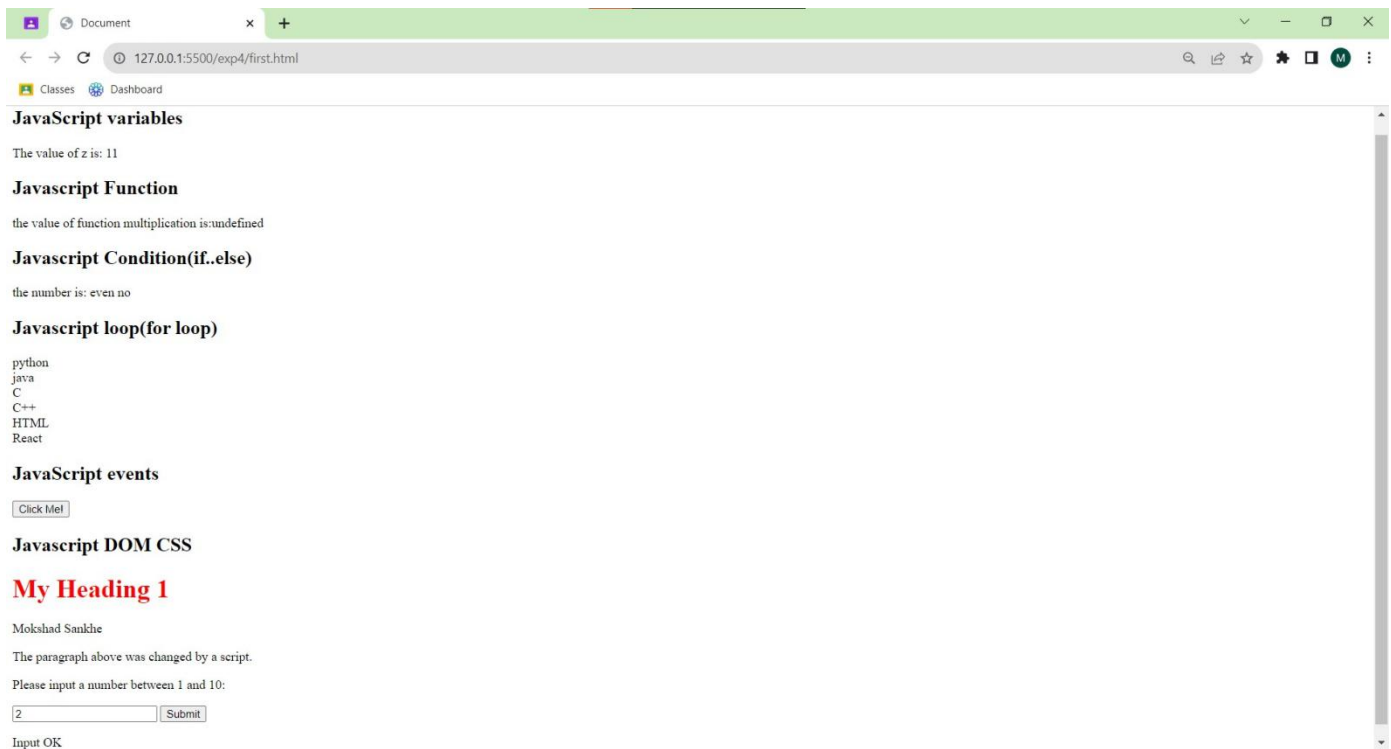 Document
127.0.0.1:5500/exp4/first.html
M
Classes Dashboard
JavaScript variables
The value of z is: 11
Javascript Function
the value of function multiplication is:undefined
Javascript Condition(if..else)
the number is: even no
Javascript loop(for loop)
python
java
C
C++
HTML
React
JavaScript events
Click Me!
Javascript DOM CSS
My Heading 1
Mokshad Sankhe
The paragraph above was changed by a script.
Please input a number between 1 and 10:
2 Submit
Input OK